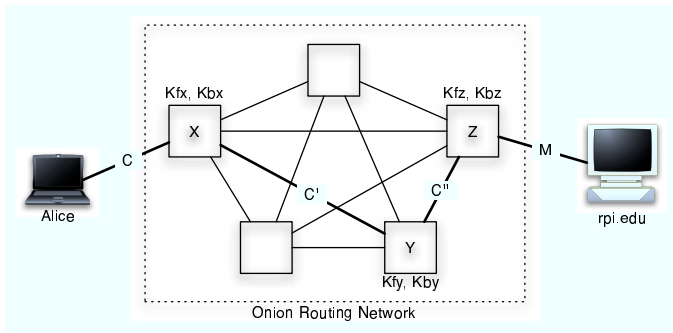 Kfx, Kbx
Kfz, Kbz
X
Z
C
M
Alice
C'
C"
rpi.edu
Y
Kfy, Kby
Onion Routing Network